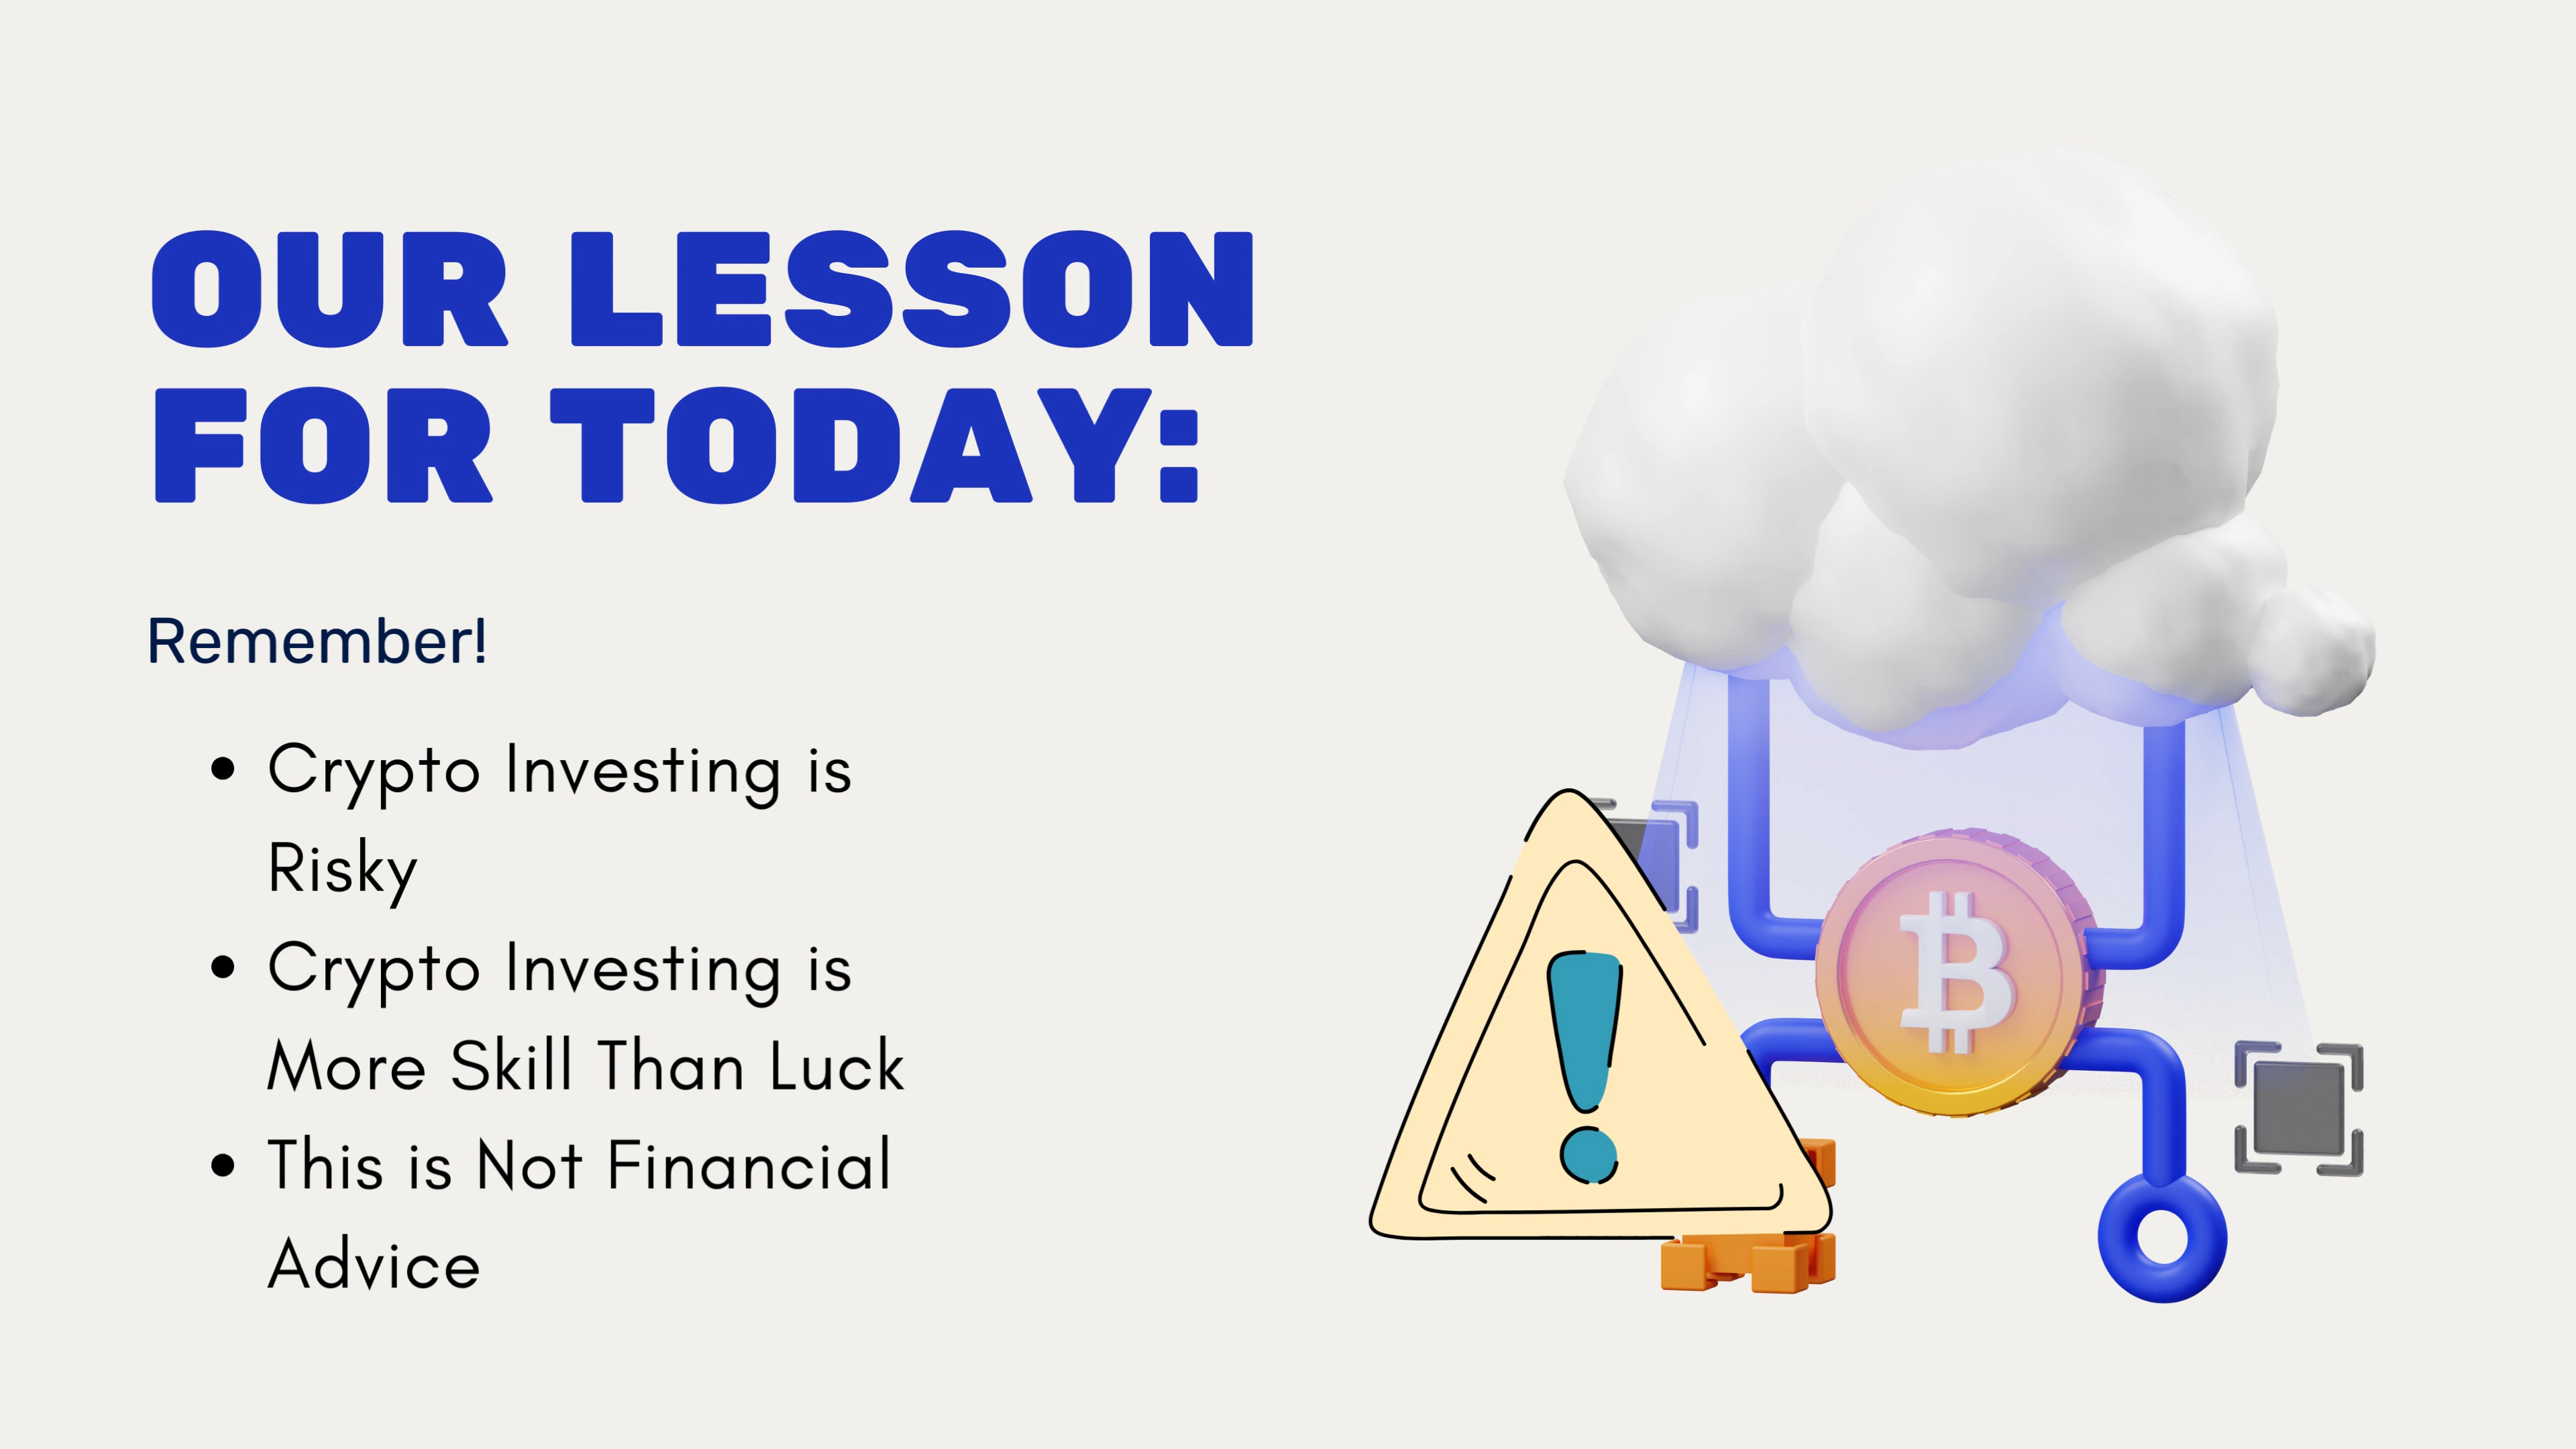 OUR LESSON
FOR TODAY:
Remember!
• Crypto Investing is
Risky
• Crypto Investing is
More Skill Than Luck
• This is Not Financial
Advice